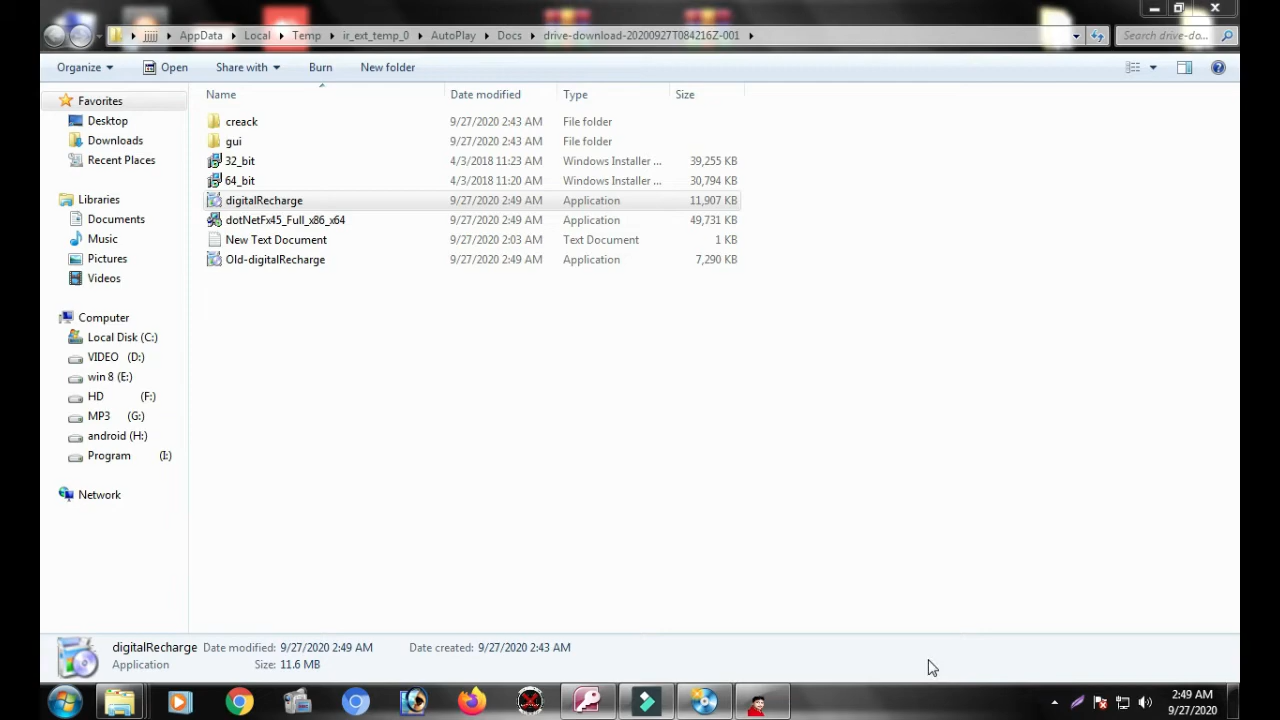 jjjjj AppData Local Temp ir_ext_temp_0 AutoPlay Docs drive-download-20200927T084216Z-001 Search drive-do...
Organize Open Share with Burn New folder
Name Date modified Type Size
Favorites
Desktop
Downloads
Recent Places
Libraries
Documents
Music
Pictures
Videos
Computer
Local Disk (C:)
VIDEO (D:)
win 8 (E:)
HD (F:)
MP3 (G:)
android (H:)
Program (I:)
Network
creack 9/27/2020 2:43 AM File folder
gui 9/27/2020 2:43 AM File folder
32_bit 4/3/2018 11:23 AM Windows Installer ... 39,255 KB
64_bit 4/3/2018 11:20 AM Windows Installer ... 30,794 KB
digitalRecharge 9/27/2020 2:49 AM Application 11,907 KB
dotNetFx45_Full_x86_x64 9/27/2020 2:49 AM Application 49,731 KB
New Text Document 9/27/2020 2:03 AM Text Document 1 KB
Old-digitalRecharge 9/27/2020 2:49 AM Application 7,290 KB
digitalRecharge Date modified: 9/27/2020 2:49 AM Date created: 9/27/2020 2:43 AM
Application Size: 11.6 MB
2:49 AM
9/27/2020